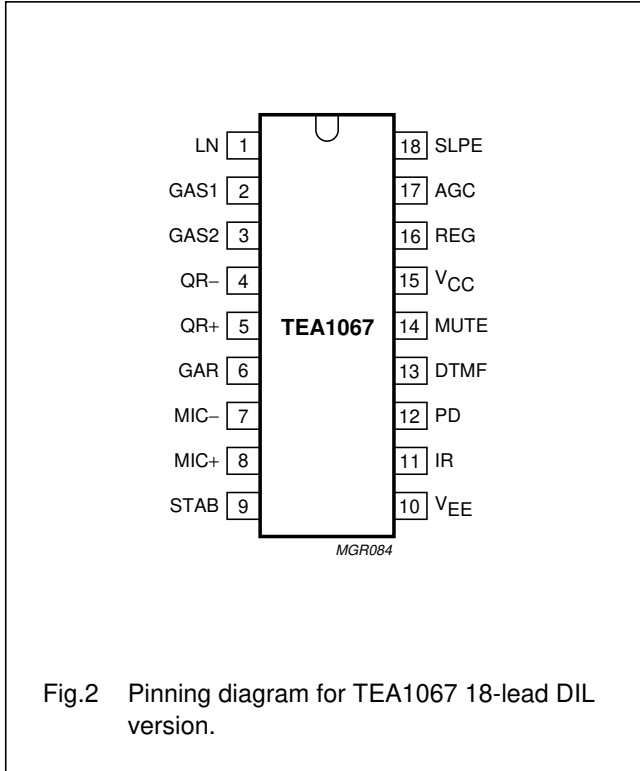 LN 1 18 SLPE
GAS1 2 17 AGC
GAS2 3 16 REG
QR− 4 15 VCC
QR+ 5 TEA1067 14 MUTE
GAR 6 13 DTMF
MIC− 7 12 PD
MIC+ 8 11 IR
STAB 9 10 VEE
MGR084
Fig.2 Pinning diagram for TEA1067 18-lead DIL
version.